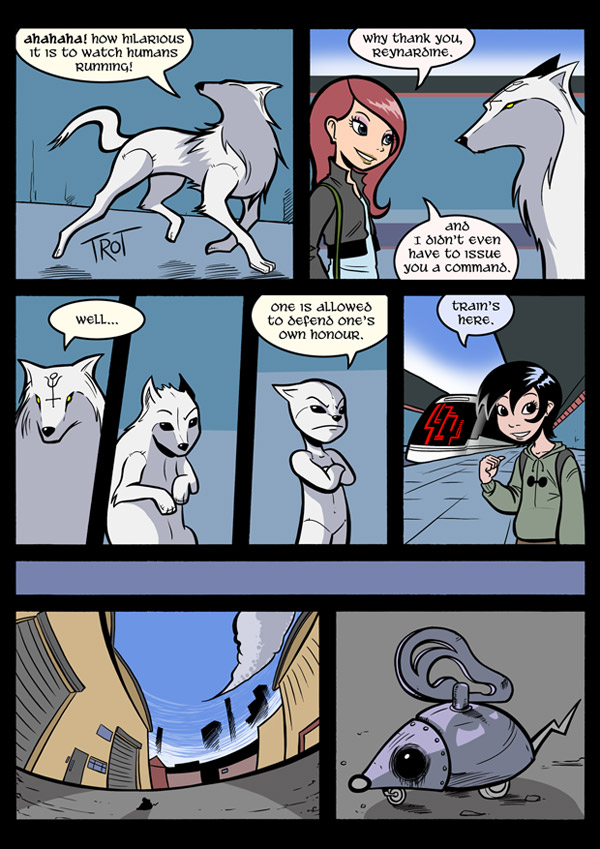 ahahaha! how hilarious
it is to watch humans
running!
TROT
why thank you,
Reynardine.
and
I didn't even
have to issue
you a command.
well...
one is allowed
to defend one's
own honour.
train's
here.